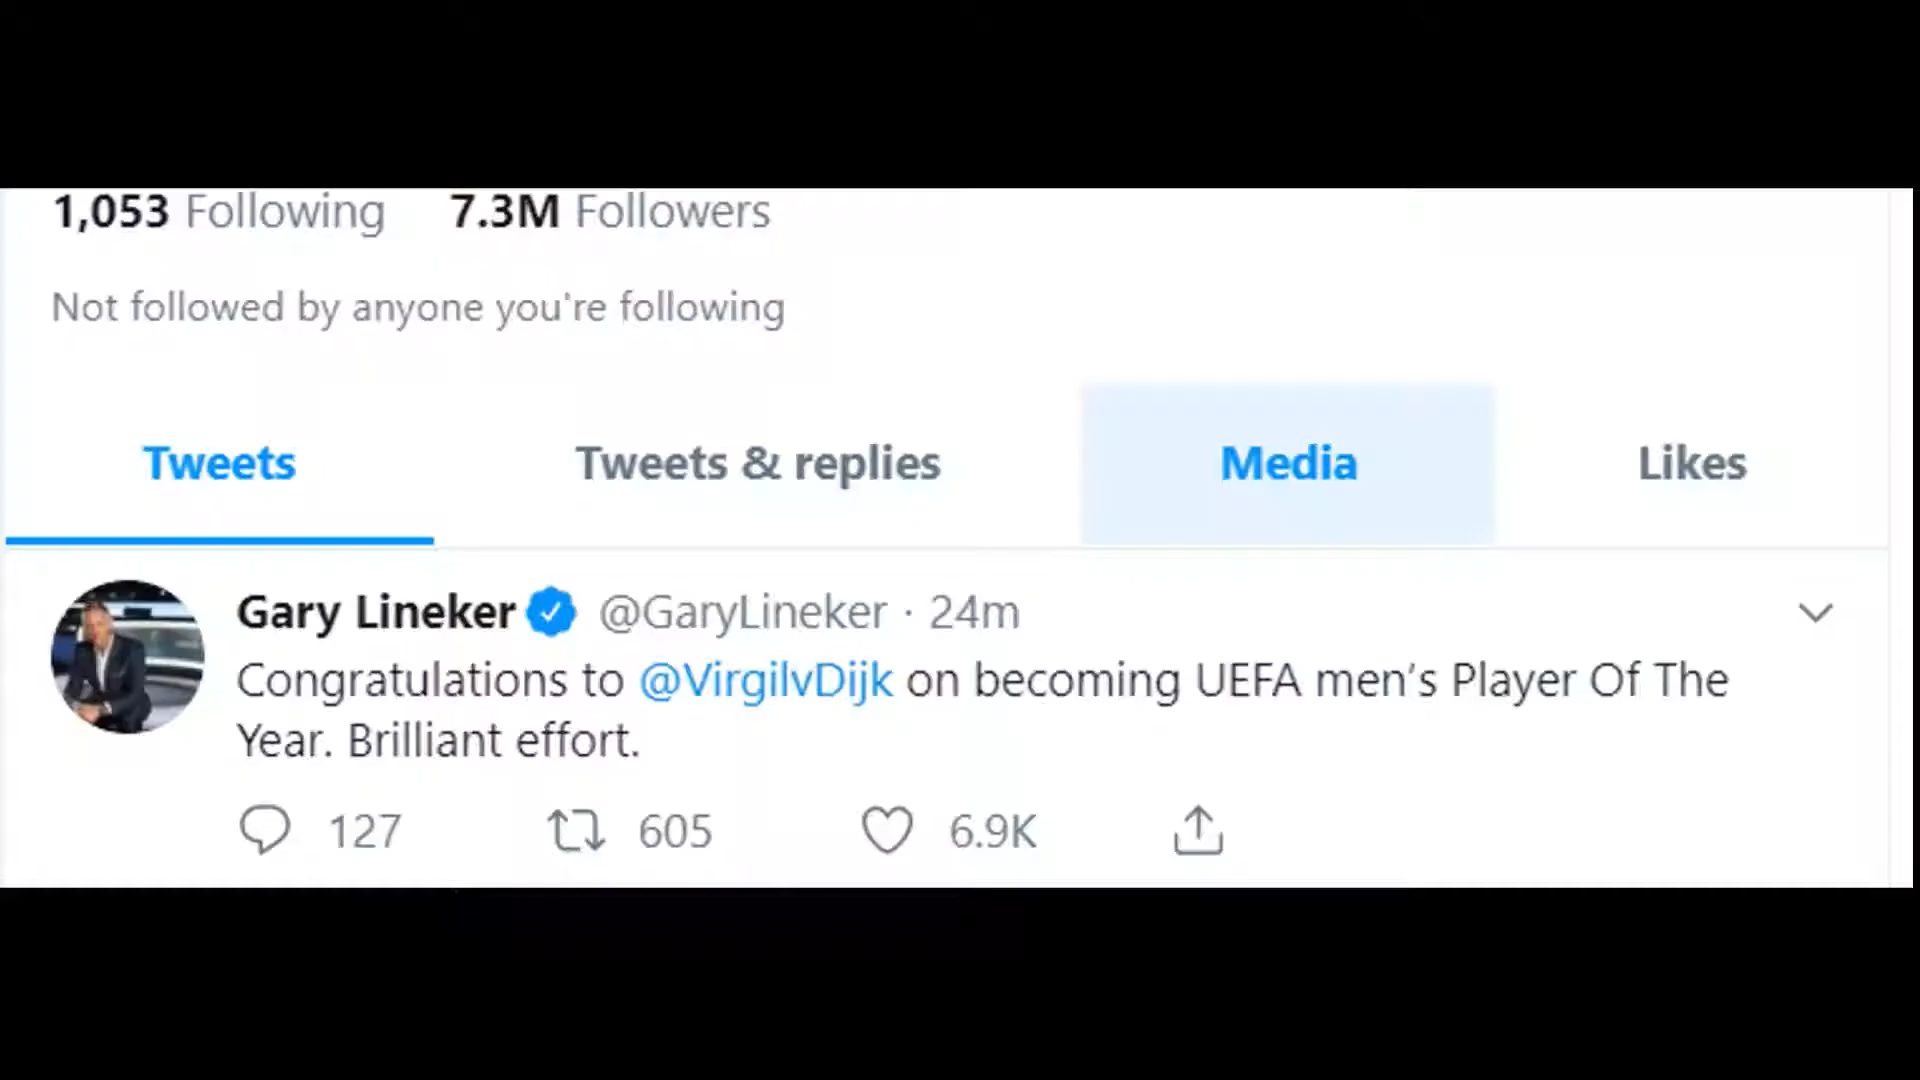 1,053 Following 7.3M Followers
Not followed by anyone you're following
Tweets Tweets & replies Media Likes
Gary Lineker @GaryLineker · 24m
Congratulations to @VirgilvDijk on becoming UEFA men’s Player Of The
Year. Brilliant effort.
127 605 6.9K